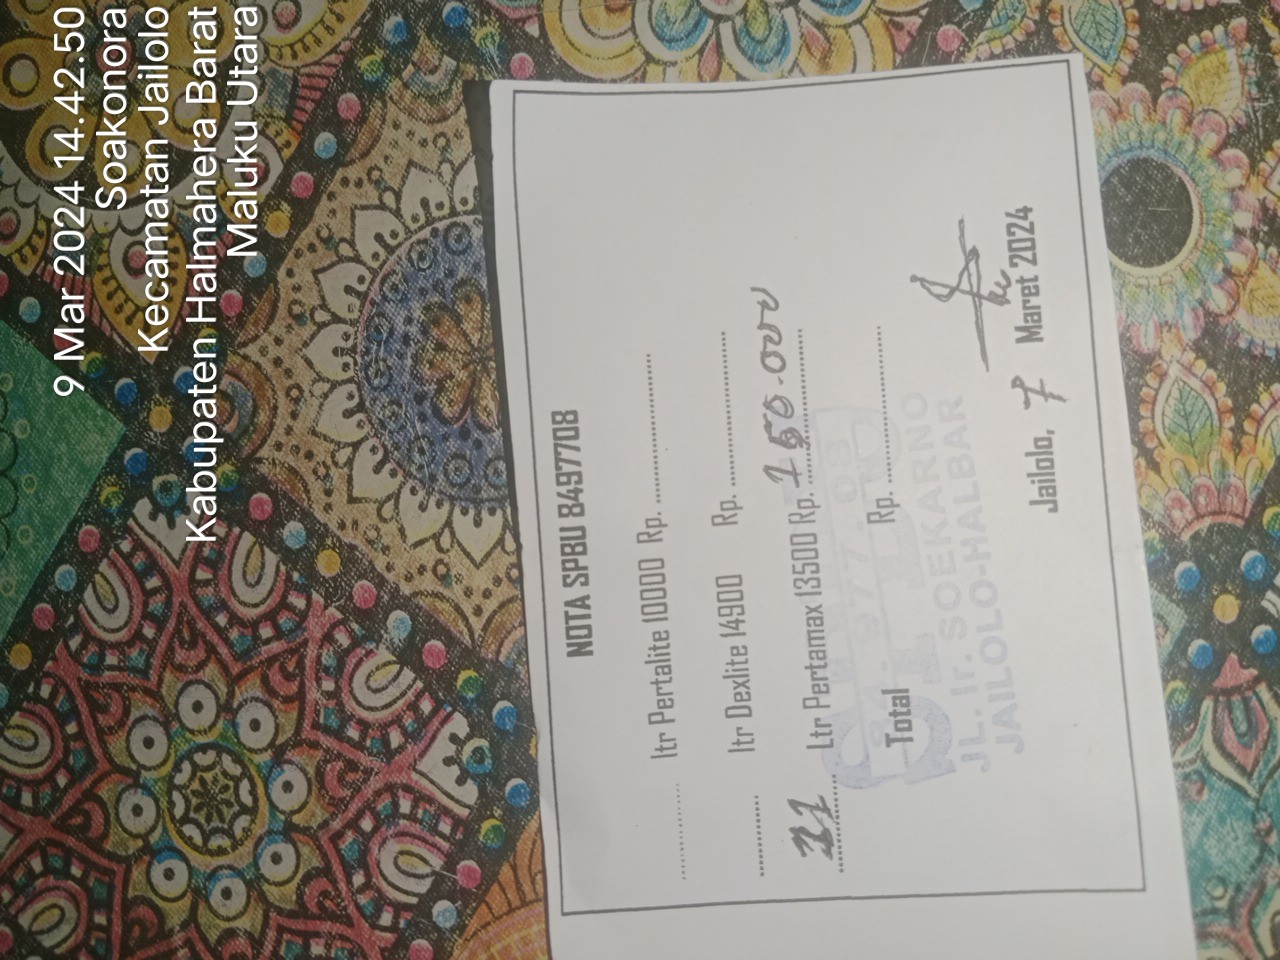 9 Mar 2024 14.42.50
Soakonora
Kecamatan Jailolo
Kabupaten Halmahera Barat
Maluku Utara
NOTA SPBU 8497708
ltr Pertalite 10000 Rp.
ltr Dexlite 14900 Rp.
Ltr Pertamax 13500 Rp. 750.000
Total Rp.
JL. Ir. SOEKARNO
JAILOLO-HALBAR
Jailolo, 7 Maret 2024